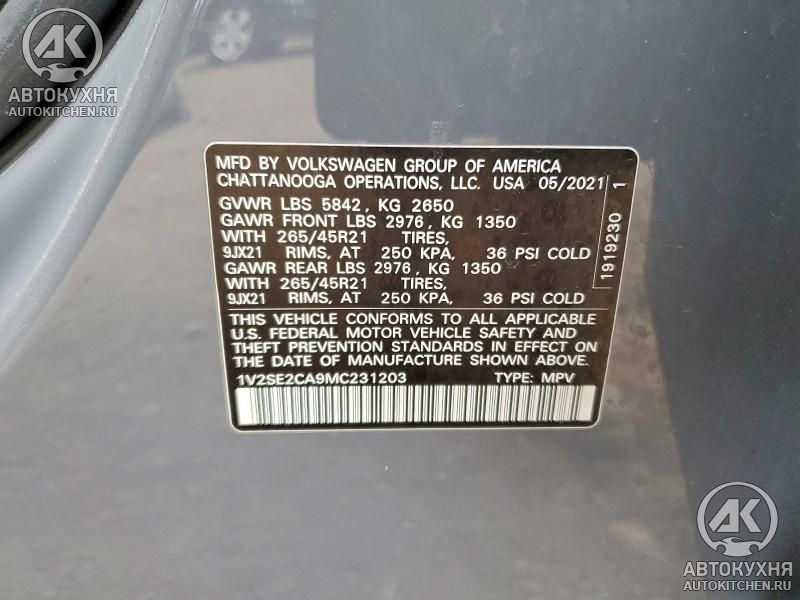 АК
АВТОКУХНЯ
AUTOKITCHEN.RU
MFD BY VOLKSWAGEN GROUP OF AMERICA
CHATTANOOGA OPERATIONS, LLC. USA 05/2021
GVWR LBS 5842, KG 2650
GAWR FRONT LBS 2976, KG 1350
WITH 265/45R21 TIRES,
9JX21 RIMS, AT 250 KPA, 36 PSI COLD
GAWR REAR LBS 2976, KG 1350
WITH 265/45R21 TIRES,
9JX21 RIMS, AT 250 KPA, 36 PSI COLD
THIS VEHICLE CONFORMS TO ALL APPLICABLE
U.S. FEDERAL MOTOR VEHICLE SAFETY AND
THEFT PREVENTION STANDARDS IN EFFECT ON
THE DATE OF MANUFACTURE SHOWN ABOVE.
1V2SE2CA9MC231203 TYPE: MPV
1919230 1
АК
АВТОКУХНЯ
AUTOKITCHEN.RU